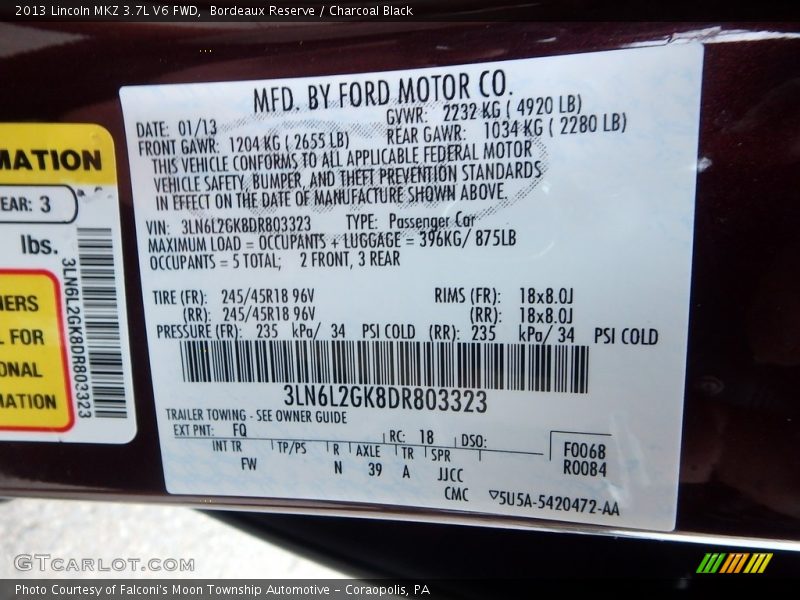 2013 Lincoln MKZ 3.7L V6 FWD, Bordeaux Reserve / Charcoal Black
MFD. BY FORD MOTOR CO.
DATE: 01/13
GVWR: 2232 KG ( 4920 LB)
FRONT GAWR: 1204 KG ( 2655 LB)
REAR GAWR: 1034 KG ( 2280 LB)
THIS VEHICLE CONFORMS TO ALL APPLICABLE FEDERAL MOTOR
VEHICLE SAFETY, BUMPER, AND THEFT PREVENTION STANDARDS
IN EFFECT ON THE DATE OF MANUFACTURE SHOWN ABOVE.
VIN: 3LN6L2GK8DR803323 TYPE: Passenger Car
MAXIMUM LOAD = OCCUPANTS + LUGGAGE = 396KG/ 875LB
OCCUPANTS = 5 TOTAL; 2 FRONT, 3 REAR
TIRE (FR): 245/45R18 96V RIMS (FR): 18x8.0J
(RR): 245/45R18 96V (RR): 18x8.0J
PRESSURE (FR): 235 kPa/ 34 PSI COLD (RR): 235 kPa/ 34 PSI COLD
3LN6L2GK8DR803323
TRAILER TOWING - SEE OWNER GUIDE
EXT PNT: FQ RC: 18 DSO:
INT TR TP/PS R AXLE TR SPR
FW N 39 A JJCC
CMC
F0068
R0084
▽5U5A-5420472-AA
MATION
EAR: 3
lbs.
3LN6L2GK8DR803323
NERS
L FOR
ONAL
MATION
GTCARLOT.COM
Photo Courtesy of Falconi's Moon Township Automotive - Coraopolis, PA